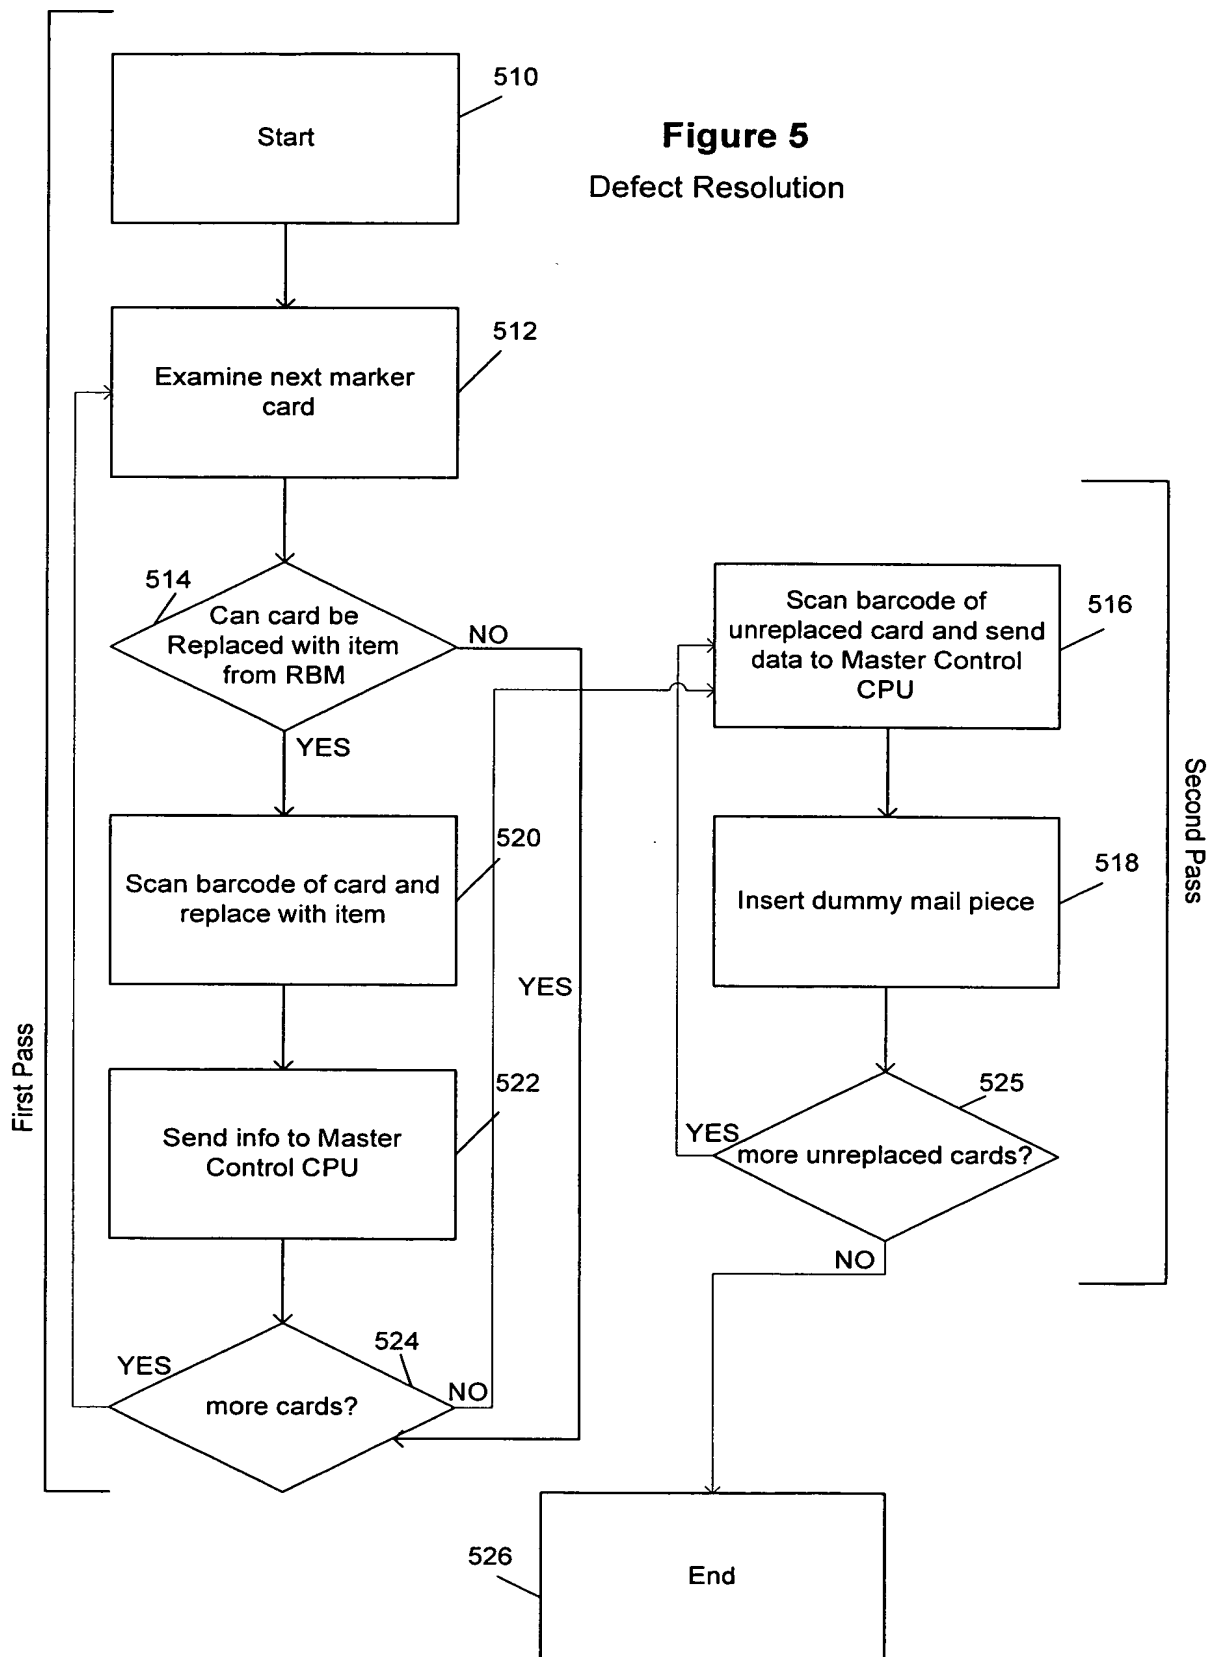 510
Start
Figure 5
Defect Resolution
512
Examine next marker
card
514
Can card be
Replaced with item
from RBM
NO
YES
516
Scan barcode of
unreplaced card and send
data to Master Control
CPU
520
Scan barcode of card and
replace with item
518
Insert dummy mail piece
YES
Second Pass
First Pass
522
Send info to Master
Control CPU
525
YES
more unreplaced cards?
NO
524
YES
NO
more cards?
526
End